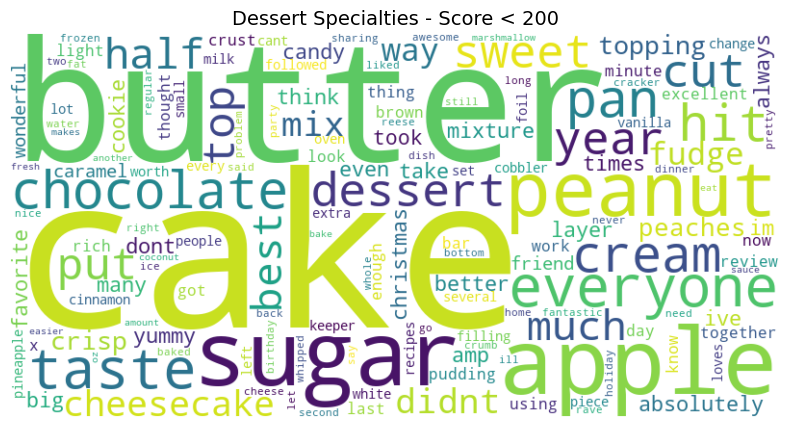 Dessert Specialties - Score < 200
frozen
crust
cant
sharing
awesome
marshmallow
two
light
half
milk
candy
way
sweet
topping
change
fat
followed
liked
cut
minute
always
wonderful
butter
cookie
lot
regular
thought
small
top
problem
party
think
thing
long
foil
pan
cracker
excellent
water
makes
mix
brown
reese
mixture
still
year
vanilla
hit
pretty
another
oven
took
times
fudge
fresh
caramel
worth
every
said
look
dish
cobbler
dinner
even
take
set
chocolate
dessert
peanut
eat
nice
right
extra
layer
never
peaches
im
favorite
rich
dont
people
best
christmas
bar
cream
work
now
put
coconut
bake
bottom
friend
review
many
ice
cake
whole
enough
better
sauce
cinnamon
got
several
everyone
pineapple
easier
amount
back
home
fantastic
need
x
keeper
recipes
go
filling
much
ive
crisp
yummy
left
birthday
say
amp
crumb
ill
day
together
taste
baked
sugar
pudding
apple
know
loves
oz
cheese
whipped
holiday
big
cheesecake
let
white
last
didnt
using
piece
absolutely
second
rave